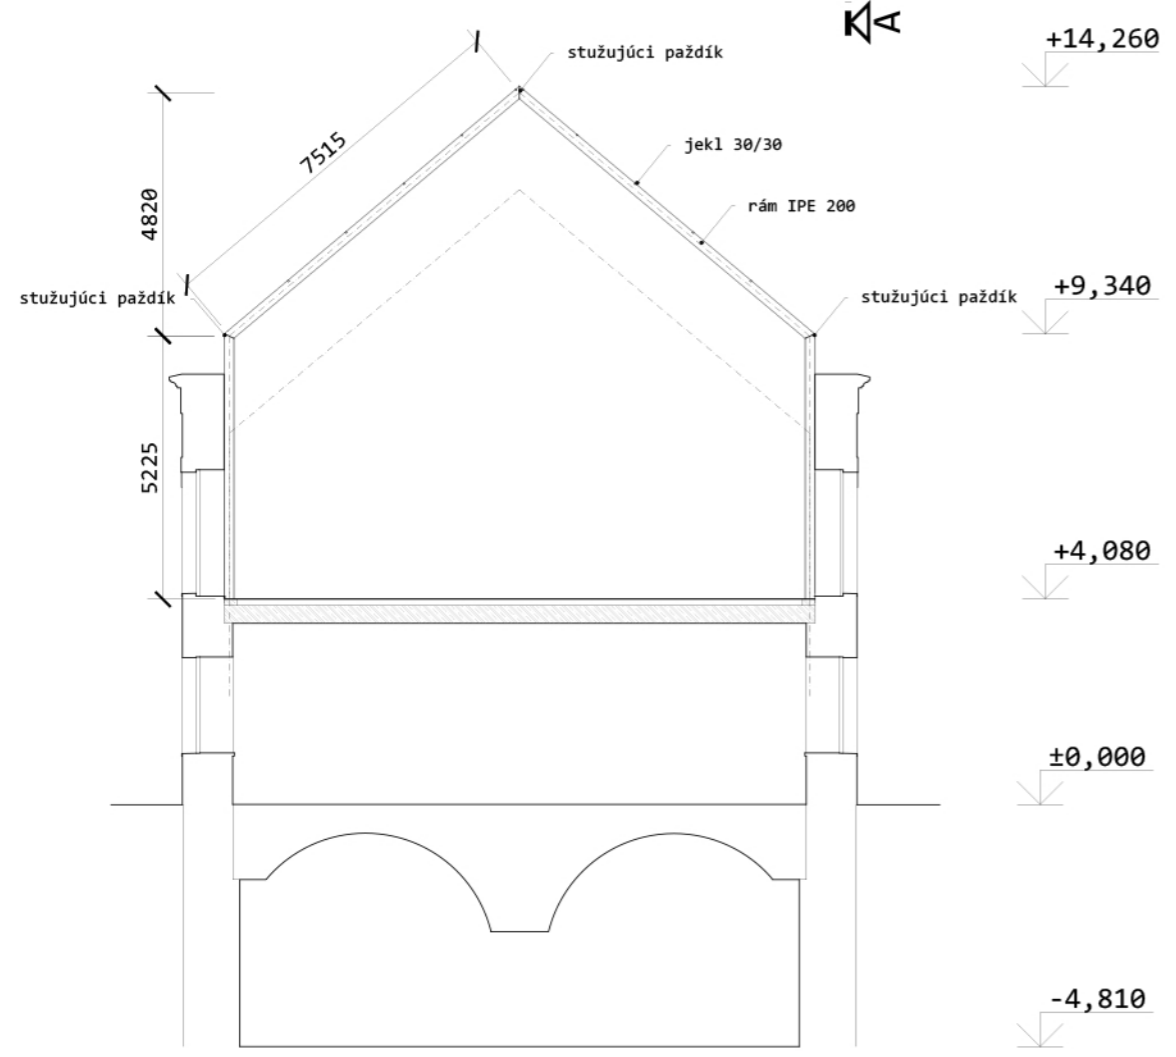 A
+14,260
stužujúci paždík
7515
jekl 30/30
4820
rám IPE 200
stužujúci paždík
stužujúci paždík
+9,340
5225
+4,080
±0,000
-4,810